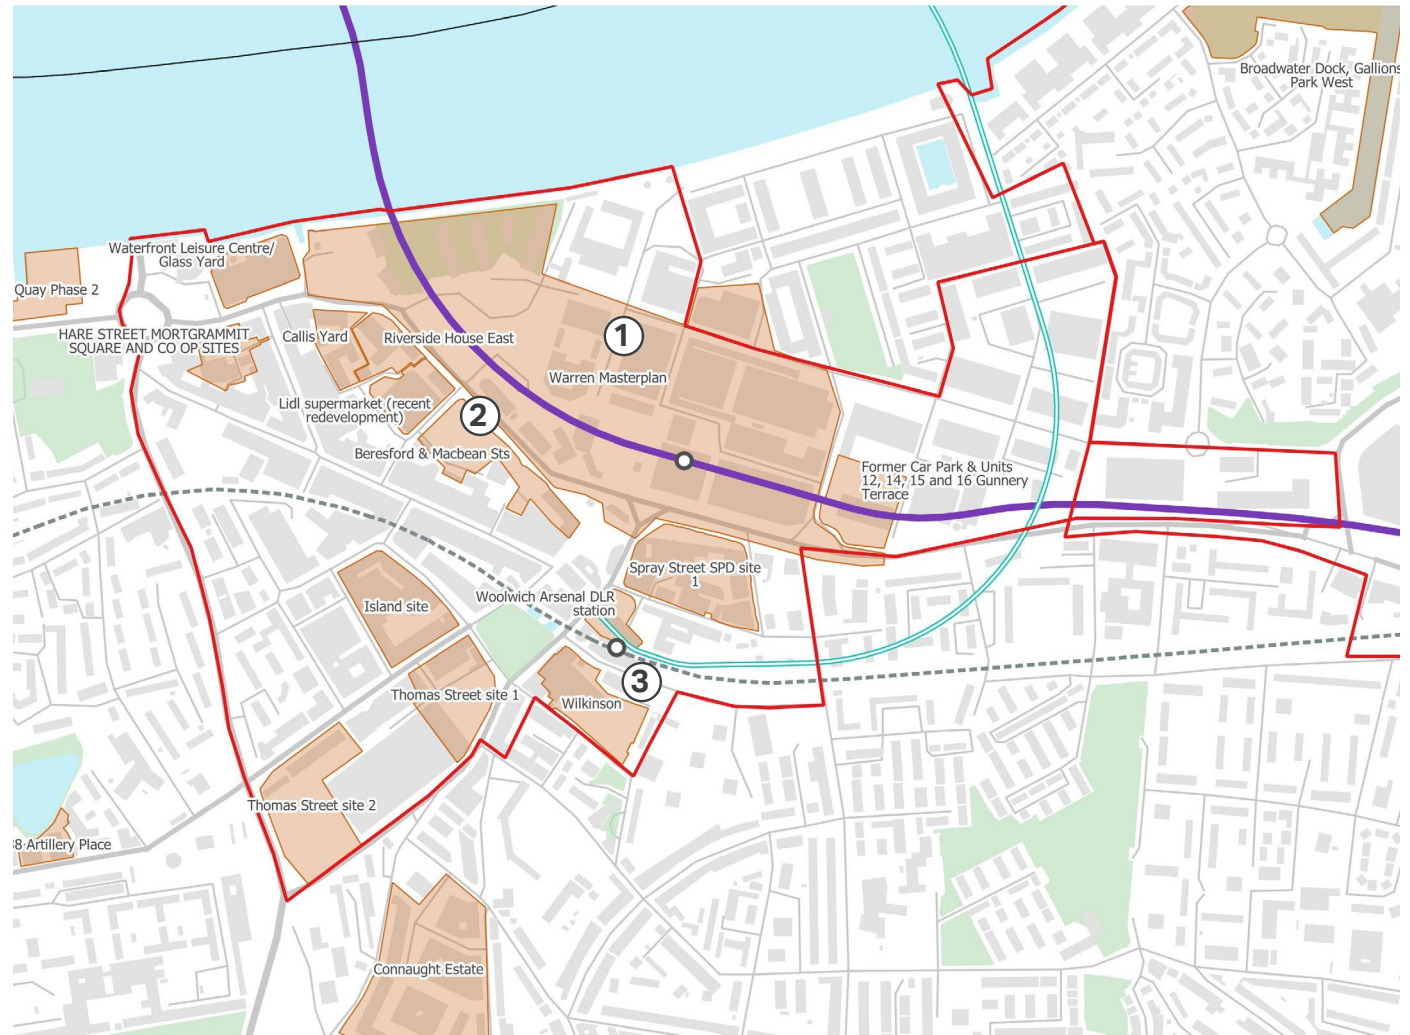 Broadwater Dock, Gallions
Park West
Waterfront Leisure Centre/
Glass Yard
Quay Phase 2
HARE STREET,MORTGRAMMIT
SQUARE AND CO OP SITES
Callis Yard
Riverside House East
1
Warren Masterplan
Lidl supermarket (recent
redevelopment)
2
Beresford & Macbean Sts
Former Car Park & Units
12, 14, 15 and 16 Gunnery
Terrace
Spray Street SPD site
1
Island site
Woolwich Arsenal DLR
station
3
Thomas Street site 1
Wilkinson
Thomas Street site 2
38 Artillery Place
Connaught Estate